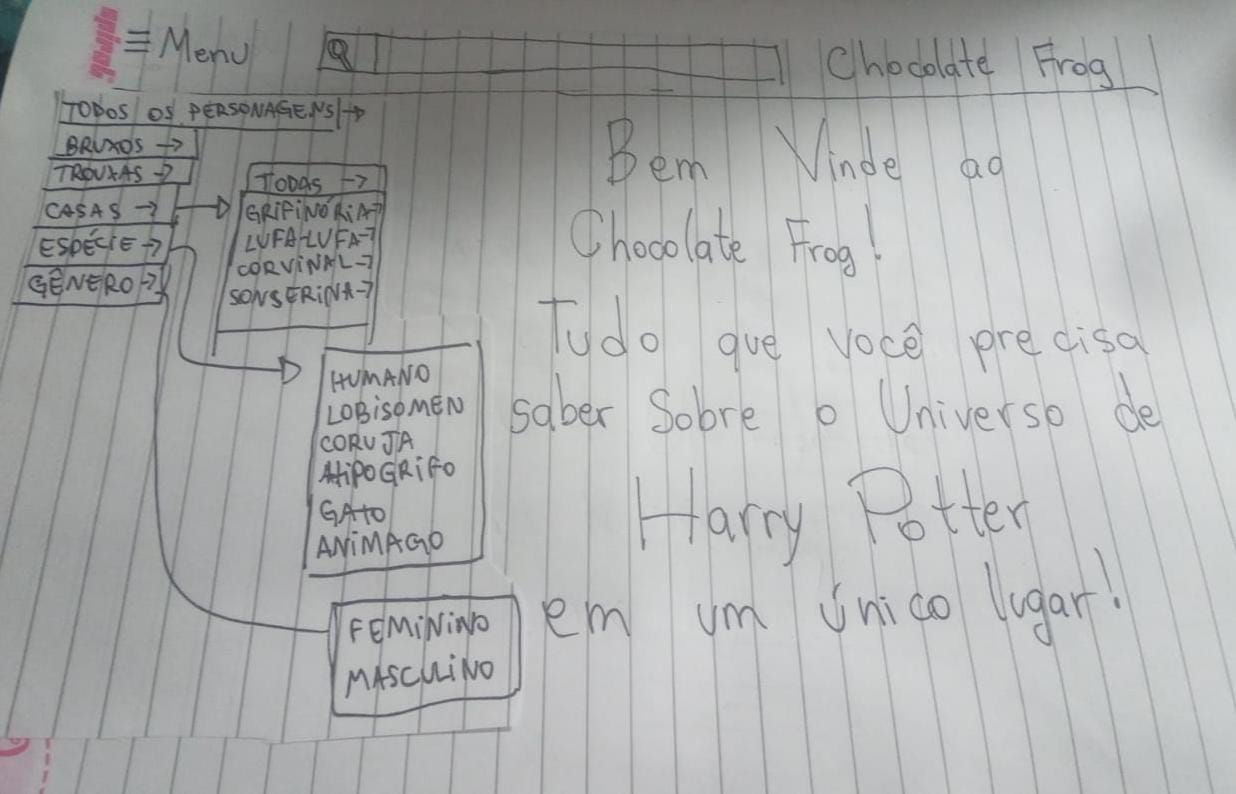 ≡ Menu
Chocolate Frog
TODOS OS PERSONAGENS →
BRUXOS →
TROUXAS →
CASAS →
ESPÉCIE →
GÊNERO →
TODAS →
GRIFINÓRIA →
LUFA-LUFA →
CORVINAL →
SONSERINA →
HUMANO
LOBISOMEN
CORUJA
HIPOGRIFO
GATO
ANIMAGO
FEMININO
MASCULINO
Bem Vinde ao
Chocolate Frog!
Tudo que você precisa
saber Sobre o Universo de
Harry Potter
em um único lugar!